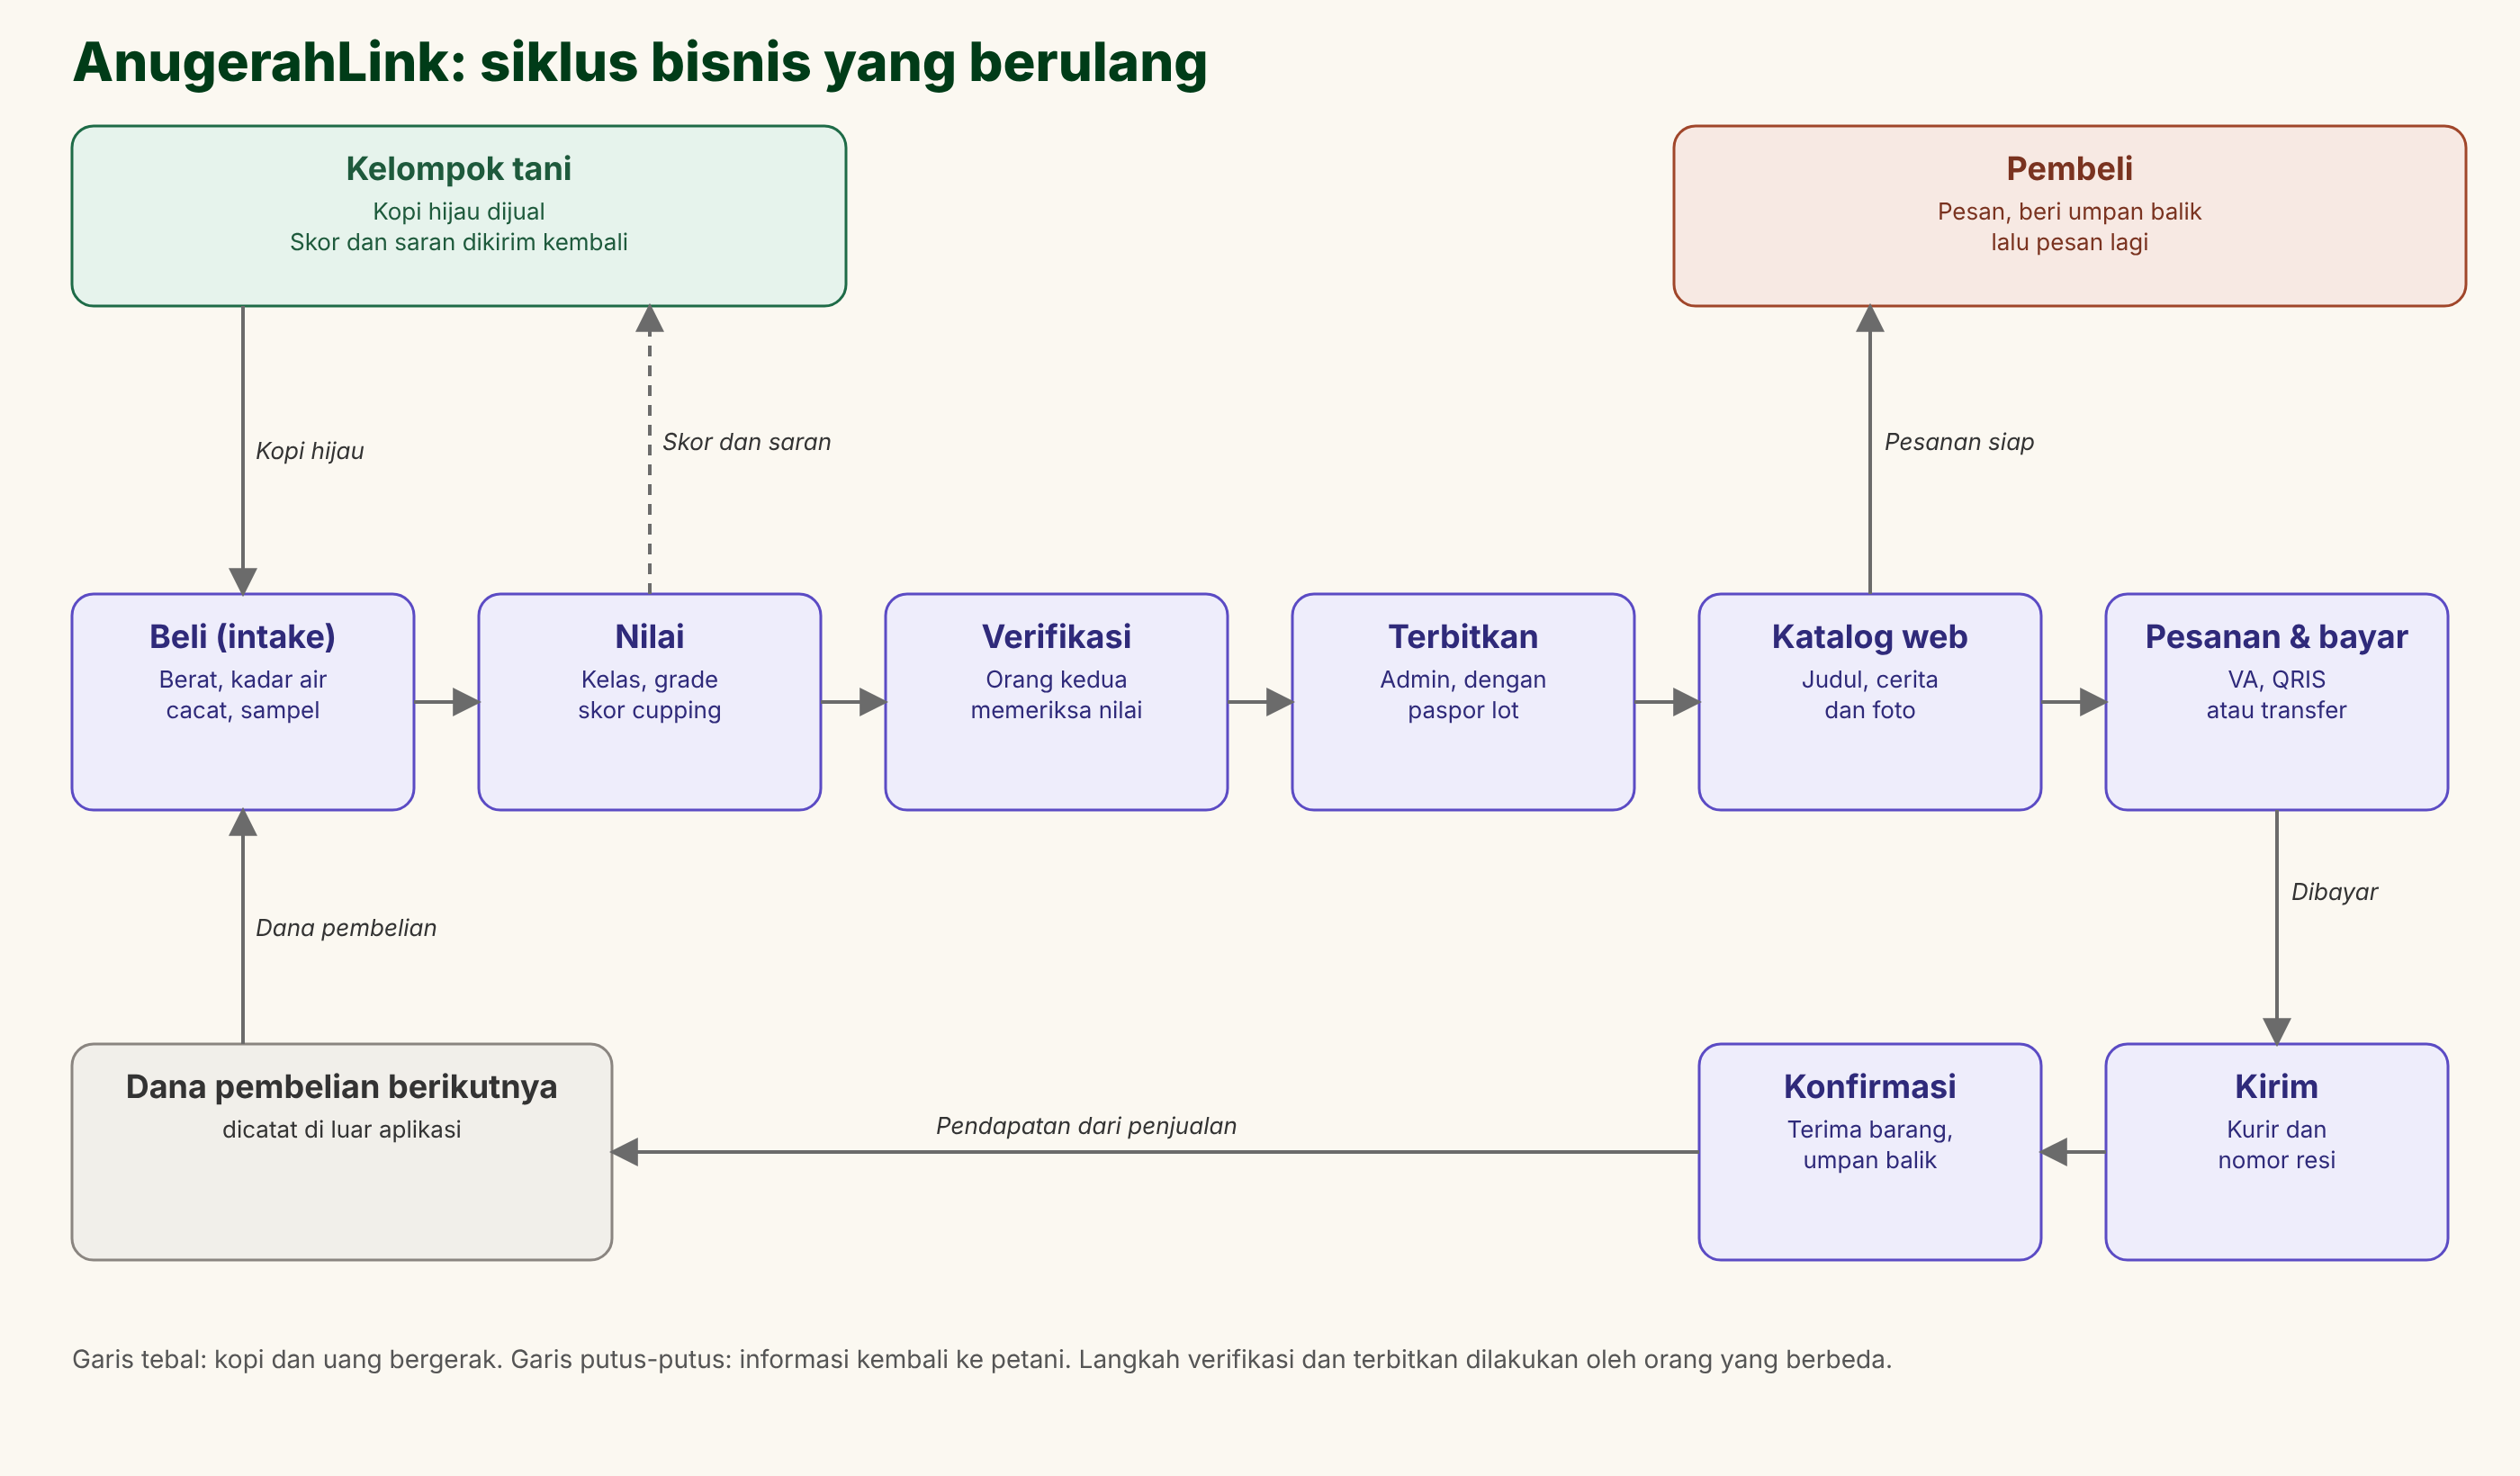 AnugerahLink: siklus bisnis yang berulang
Kelompok tani
Kopi hijau dijual
Skor dan saran dikirim kembali
Pembeli
Pesan, beri umpan balik
lalu pesan lagi
Kopi hijau
Skor dan saran
Pesanan siap
Beli (intake)
Berat, kadar air
cacat, sampel
Nilai
Kelas, grade
skor cupping
Verifikasi
Orang kedua
memeriksa nilai
Terbitkan
Admin, dengan
paspor lot
Katalog web
Judul, cerita
dan foto
Pesanan & bayar
VA, QRIS
atau transfer
Dana pembelian
Dibayar
Dana pembelian berikutnya
dicatat di luar aplikasi
Pendapatan dari penjualan
Konfirmasi
Terima barang,
umpan balik
Kirim
Kurir dan
nomor resi
Garis tebal: kopi dan uang bergerak. Garis putus-putus: informasi kembali ke petani. Langkah verifikasi dan terbitkan dilakukan oleh orang yang berbeda.